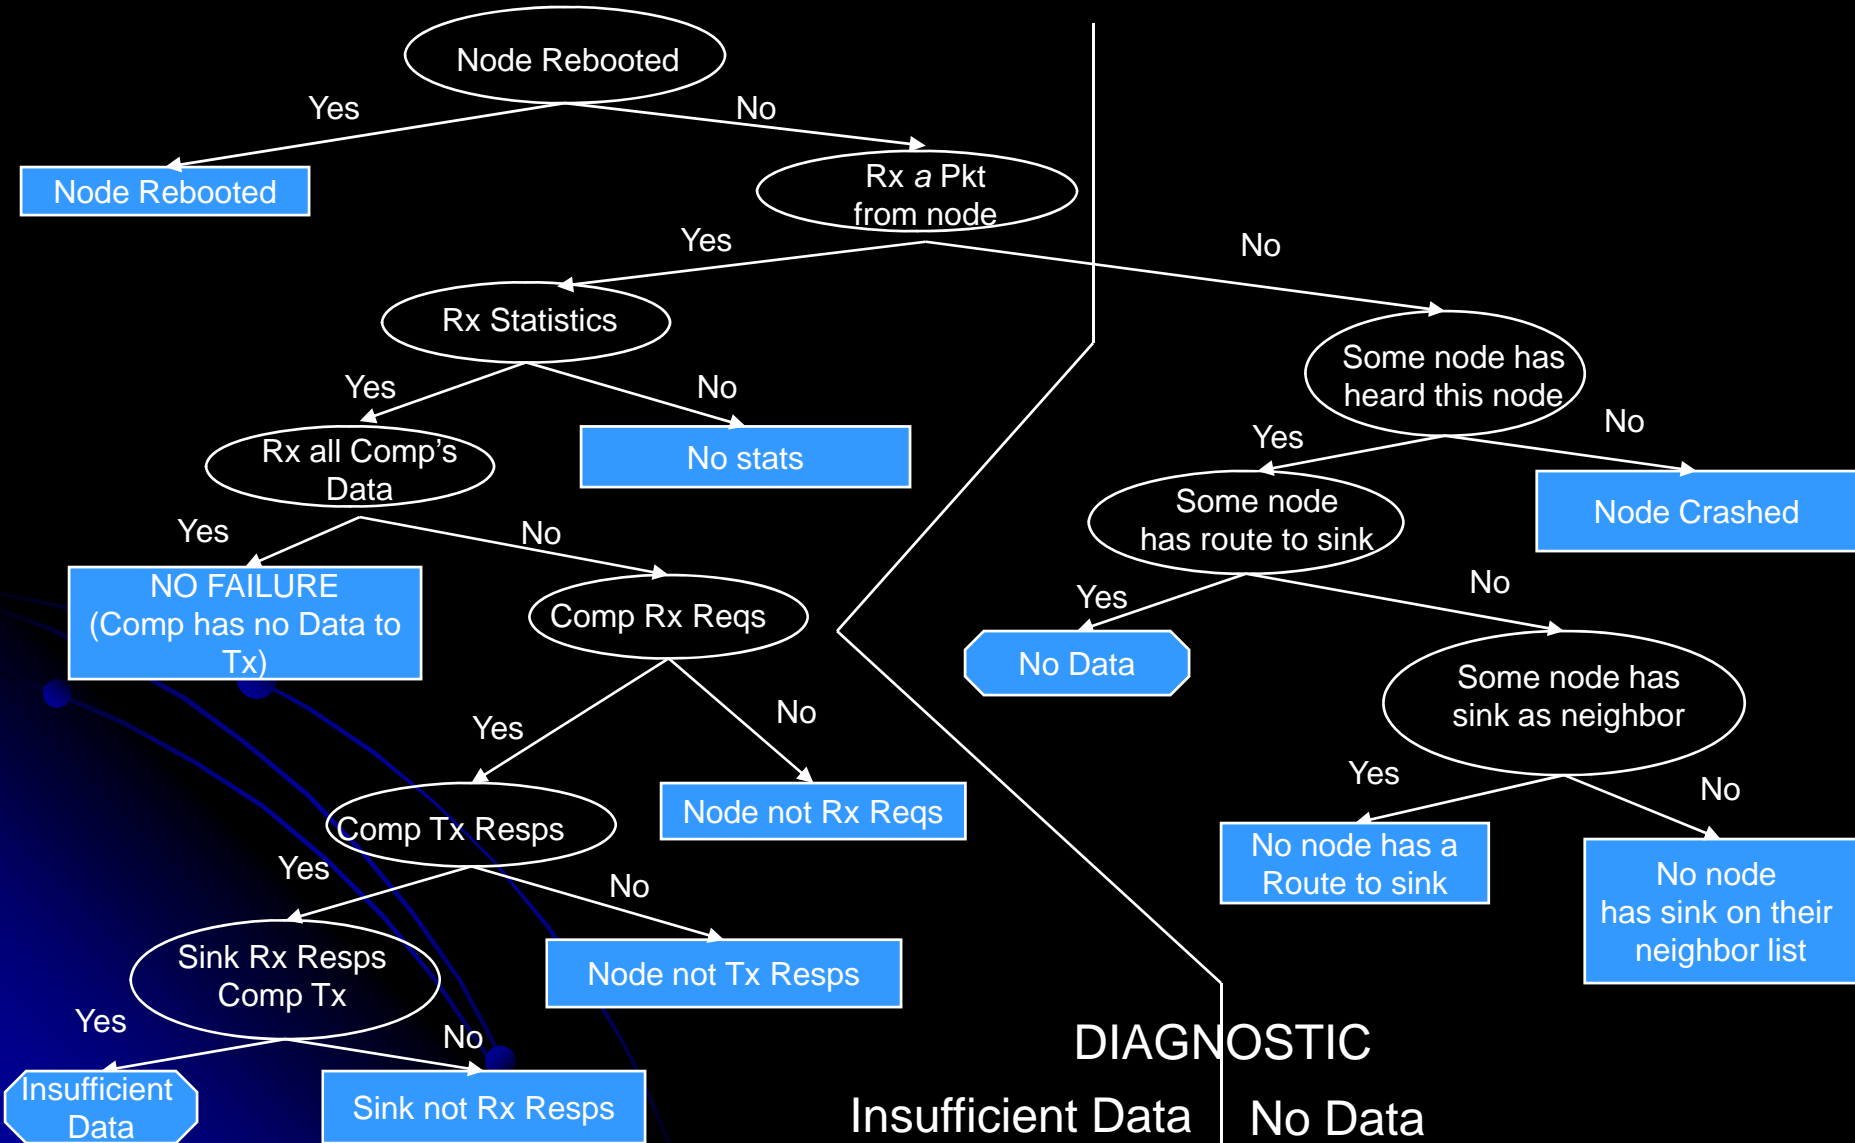 Node Rebooted
Yes
No
Node Rebooted
Rx a Pkt
from node
Yes
No
Rx Statistics
Some node has
heard this node
Yes
No
Yes
No
Rx all Comp's
Data
No stats
Some node
has route to sink
Node Crashed
Yes
No
Yes
No
NO FAILURE
(Comp has no Data to
Tx)
Comp Rx Reqs
No Data
Some node has
sink as neighbor
Yes
No
Yes
No
Comp Tx Resps
Node not Rx Reqs
No node has a
Route to sink
No node
has sink on their
neighbor list
Yes
No
Sink Rx Resps
Comp Tx
Node not Tx Resps
Yes
No
Insufficient
Data
Sink not Rx Resps
DIAGNOSTIC
Insufficient Data
No Data